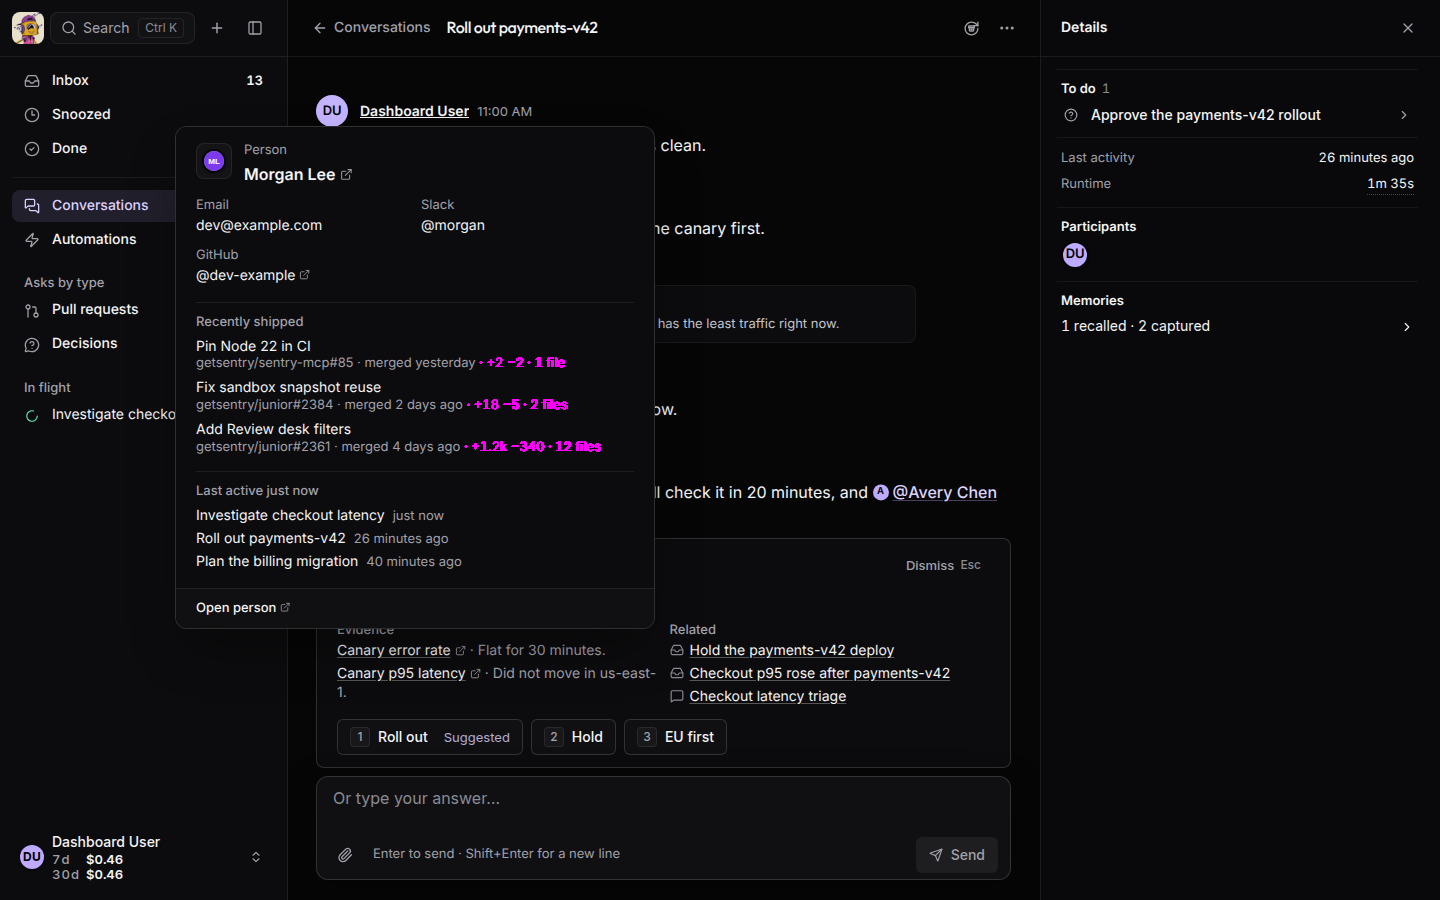 Search Ctrl K
Inbox 13
Snoozed
Done
Conversations
Automations
Asks by type
Pull requests
Decisions
In flight
Investigate checko
DU Dashboard User
7d $0.46
30d $0.46
Conversations Roll out payments-v42
DU Dashboard User 11:00 AM
clean.
he canary first.
has the least traffic right now.
ow.
ll check it in 20 minutes, and A @Avery Chen
ML Person
Morgan Lee
Email Slack
dev@example.com @morgan
GitHub
@dev-example
Recently shipped
Pin Node 22 in CI
getsentry/sentry-mcp#85 · merged yesterday · +2 −2 · 1 file
Fix sandbox snapshot reuse
getsentry/junior#2384 · merged 2 days ago · +18 −5 · 2 files
Add Review desk filters
getsentry/junior#2361 · merged 4 days ago · +1.2k −340 · 12 files
Last active just now
Investigate checkout latency just now
Roll out payments-v42 26 minutes ago
Plan the billing migration 40 minutes ago
Open person
Dismiss Esc
Evidence Related
Canary error rate · Flat for 30 minutes. Hold the payments-v42 deploy
Canary p95 latency · Did not move in us-east- Checkout p95 rose after payments-v42
1. Checkout latency triage
1 Roll out Suggested 2 Hold 3 EU first
Or type your answer...
Enter to send · Shift+Enter for a new line Send
Details
To do 1
Approve the payments-v42 rollout
Last activity 26 minutes ago
Runtime 1m 35s
Participants
DU
Memories
1 recalled · 2 captured